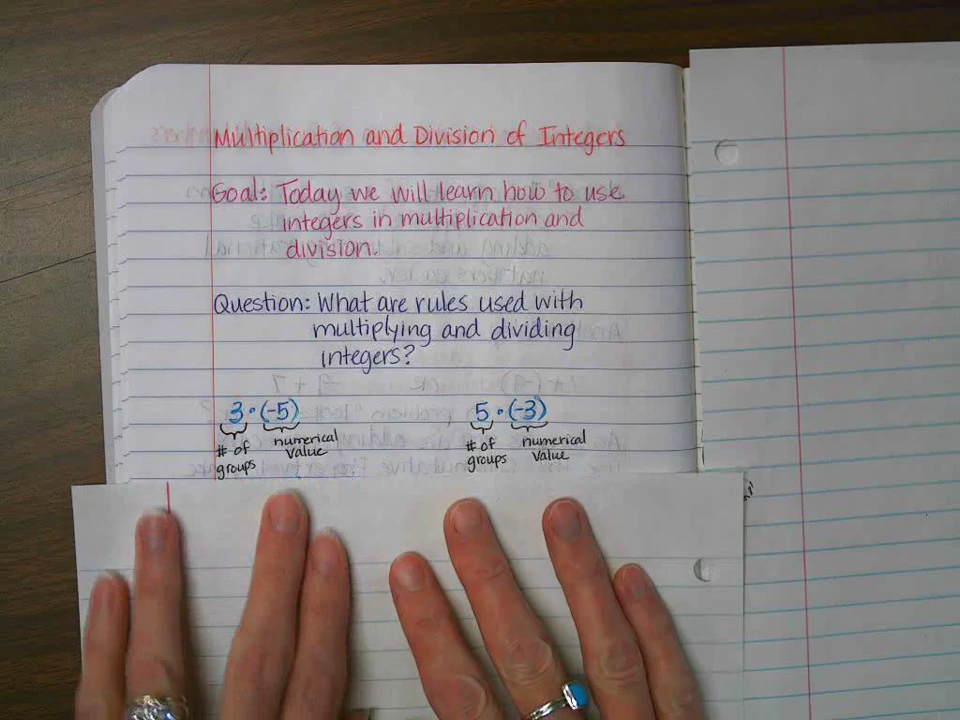 Multiplication and Division of Integers
Goal: Today we will learn how to use
integers in multiplication and
division.
Question: What are rules used with
multiplying and dividing
integers?
3 · (-5) 5 · (-3)
# of groups numerical value # of groups numerical value